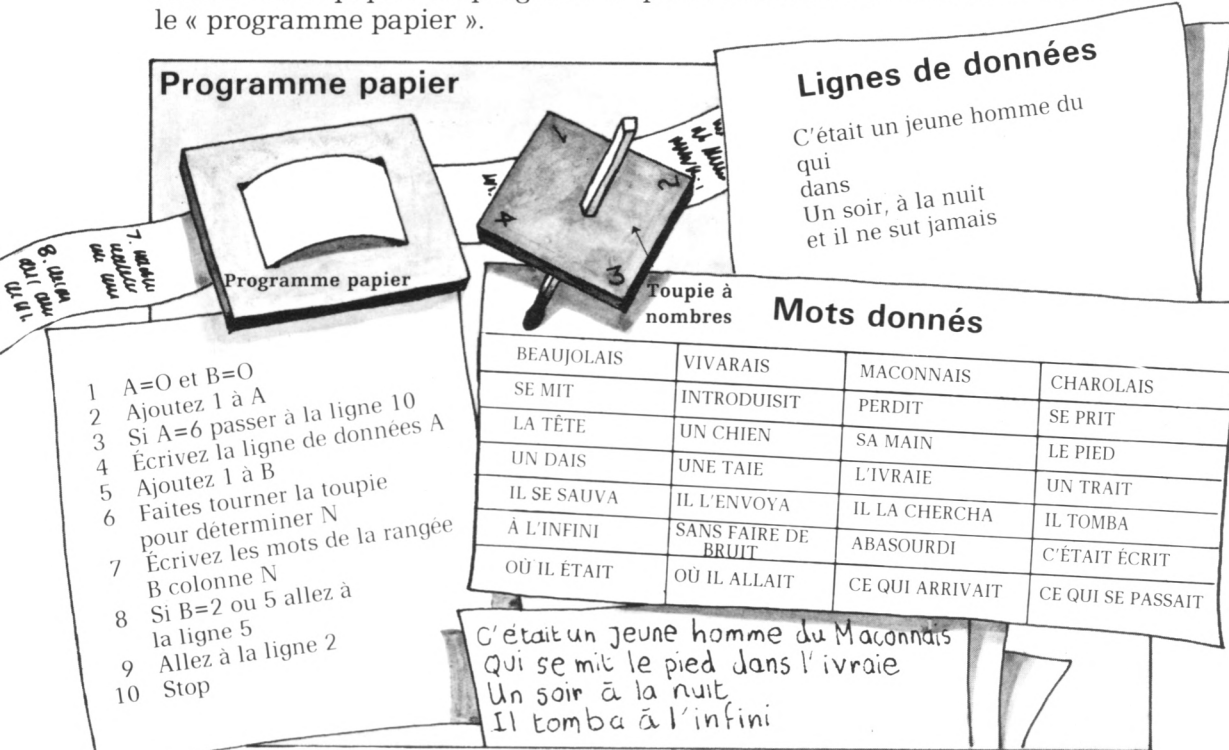 le « programme papier ».
Programme papier
Programme papier
1
2
3
4
Toupie à
nombres
Lignes de données
C'était un jeune homme du
qui
dans
Un soir, à la nuit
et il ne sut jamais
1 A=O et B=O
2 Ajoutez 1 à A
3 Si A=6 passer à la ligne 10
4 Écrivez la ligne de données A
5 Ajoutez 1 à B
6 Faites tourner la toupie
pour déterminer N
7 Écrivez les mots de la rangée
B colonne N
8 Si B=2 ou 5 allez à
la ligne 5
9 Allez à la ligne 2
10 Stop
Mots donnés
BEAUJOLAIS VIVARAIS MACONNAIS CHAROLAIS
SE MIT INTRODUISIT PERDIT SE PRIT
LA TÊTE UN CHIEN SA MAIN LE PIED
UN DAIS UNE TAIE L'IVRAIE UN TRAIT
IL SE SAUVA IL L'ENVOYA IL LA CHERCHA IL TOMBA
À L'INFINI SANS FAIRE DE BRUIT ABASOURDI C'ÉTAIT ÉCRIT
OÙ IL ÉTAIT OÙ IL ALLAIT CE QUI ARRIVAIT CE QUI SE PASSAIT
C'était un Jeune homme du Maconnais
Qui se mit le pied dans l'ivraie
Un soir à la nuit
Il tomba à l'infini